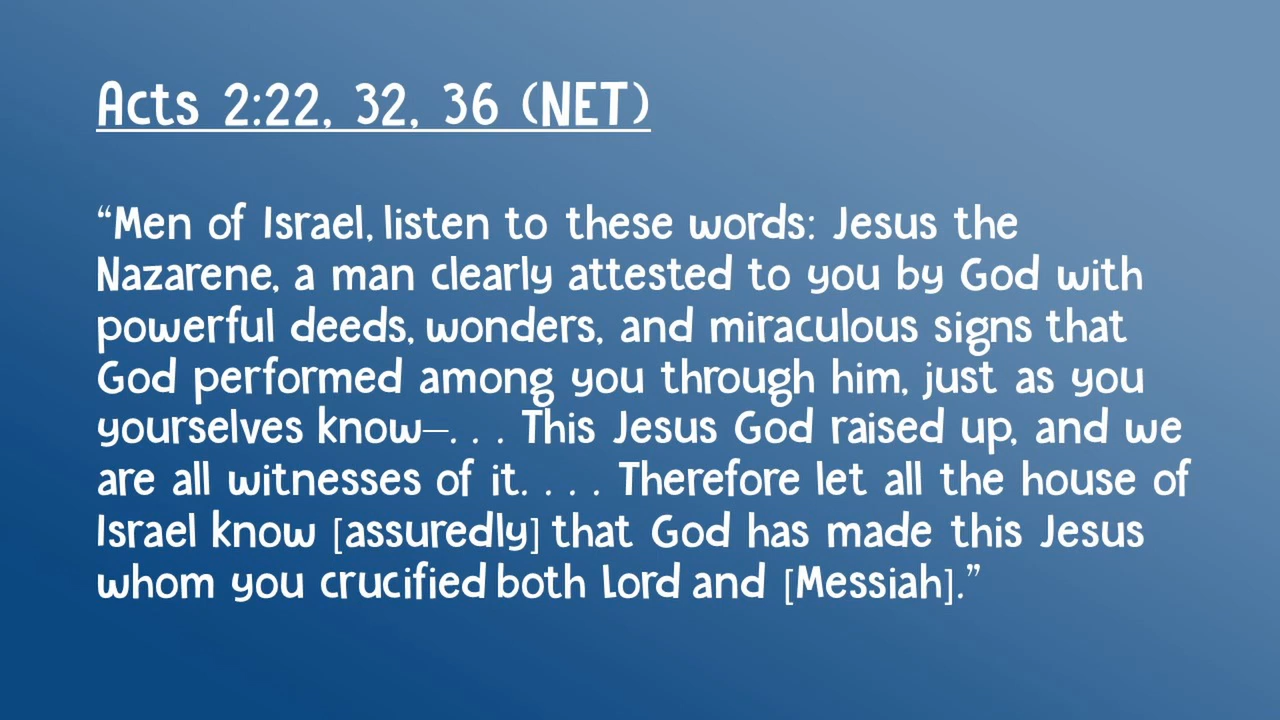 Acts 2:22, 32, 36 (NET)
“Men of Israel, listen to these words: Jesus the
Nazarene, a man clearly attested to you by God with
powerful deeds, wonders, and miraculous signs that
God performed among you through him, just as you
yourselves know—. . . This Jesus God raised up, and we
are all witnesses of it. . . . Therefore let all the house of
Israel know [assuredly] that God has made this Jesus
whom you crucified both Lord and [Messiah].”